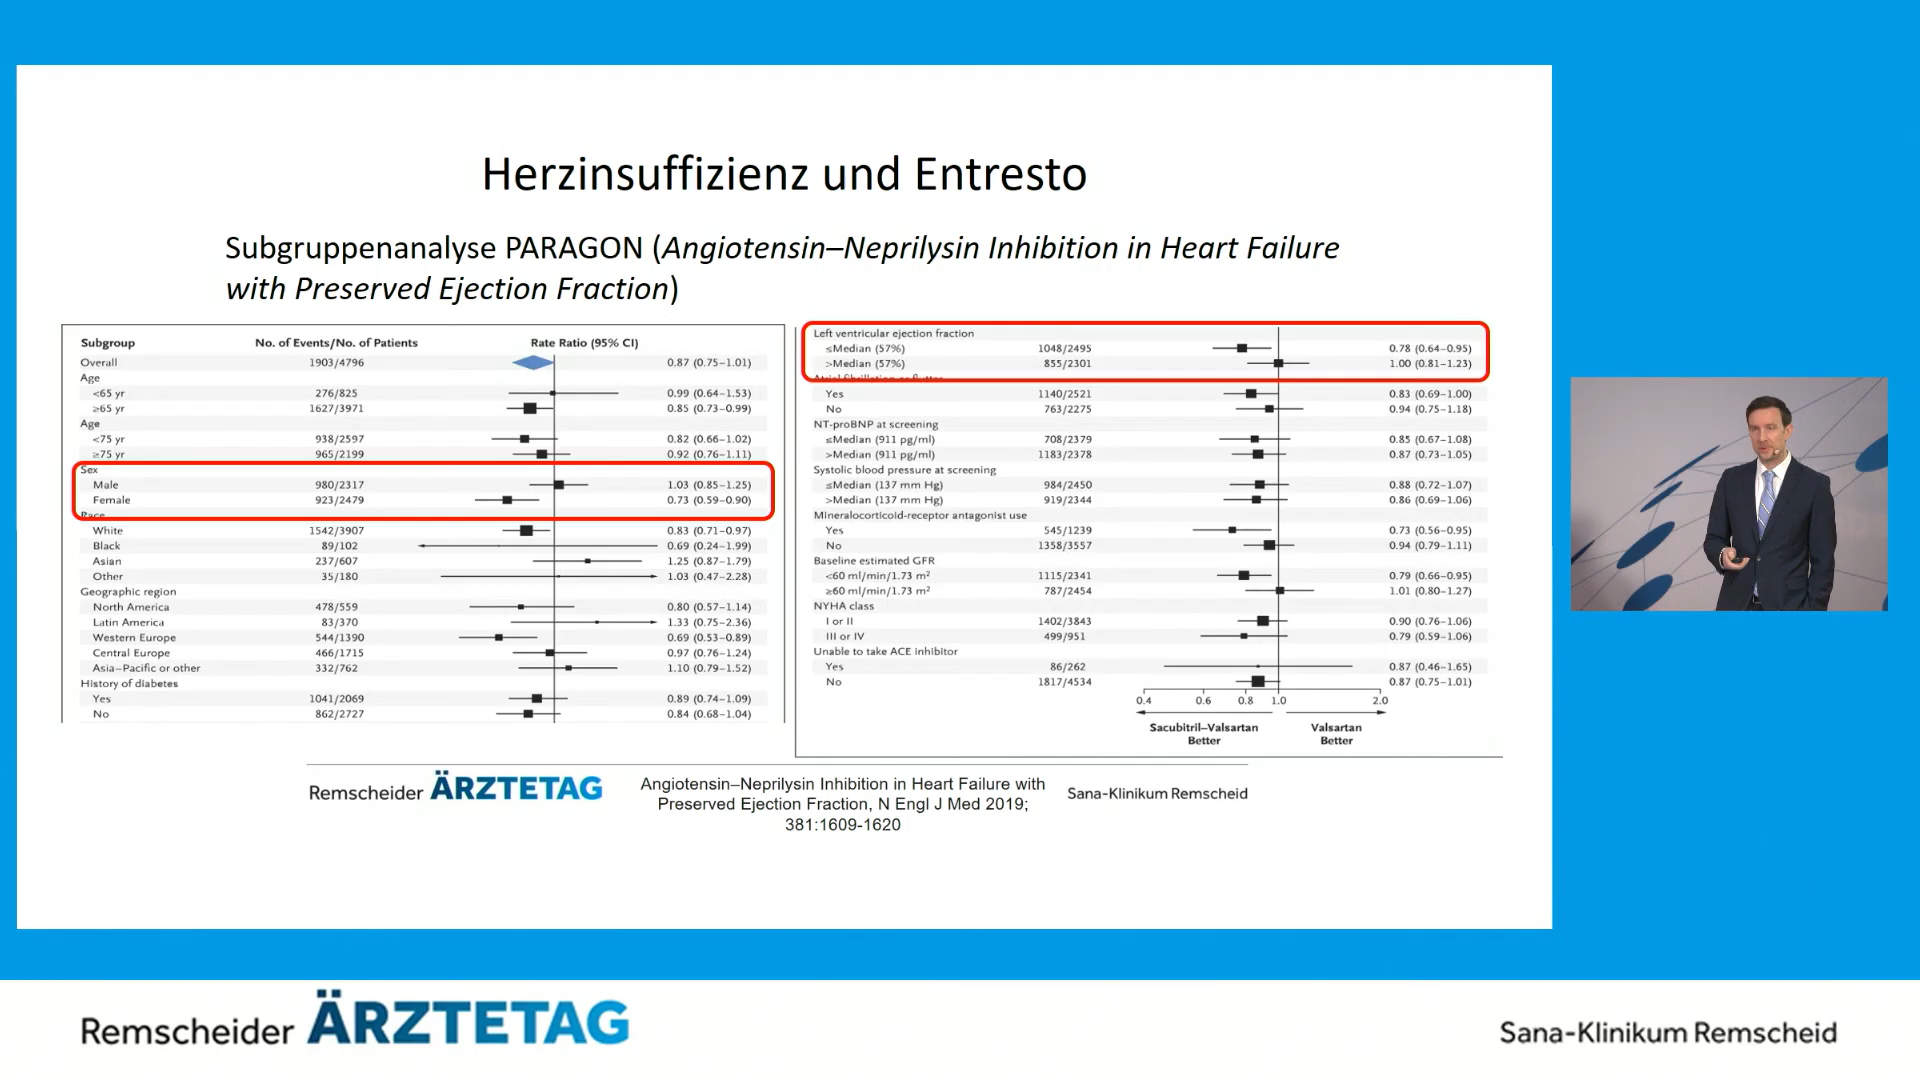 Herzinsuffizienz und Entresto
Subgruppenanalyse PARAGON (Angiotensin–Neprilysin Inhibition in Heart Failure
with Preserved Ejection Fraction)
Subgroup No. of Events/No. of Patients Rate Ratio (95% CI)
Overall 1903/4796 0.87 (0.75–1.01)
Age
<65 yr 276/825 0.99 (0.64–1.53)
≥65 yr 1627/3971 0.85 (0.73–0.99)
Age
<75 yr 938/2597 0.82 (0.66–1.02)
≥75 yr 965/2199 0.92 (0.76–1.11)
Sex
Male 980/2317 1.03 (0.85–1.25)
Female 923/2479 0.73 (0.59–0.90)
Race
White 1542/3907 0.83 (0.71–0.97)
Black 89/102 0.69 (0.24–1.99)
Asian 237/607 1.25 (0.87–1.79)
Other 35/180 1.03 (0.47–2.28)
Geographic region
North America 478/559 0.80 (0.57–1.14)
Latin America 83/370 1.33 (0.75–2.36)
Western Europe 544/1390 0.69 (0.53–0.89)
Central Europe 466/1715 0.97 (0.76–1.24)
Asia–Pacific or other 332/762 1.10 (0.79–1.52)
History of diabetes
Yes 1041/2069 0.89 (0.74–1.09)
No 862/2727 0.84 (0.68–1.04)
Left ventricular ejection fraction
≤Median (57%) 1048/2495 0.78 (0.64–0.95)
>Median (57%) 855/2301 1.00 (0.81–1.23)
Atrial fibrillation or flutter
Yes 1140/2521 0.83 (0.69–1.00)
No 763/2275 0.94 (0.75–1.18)
NT-proBNP at screening
≤Median (911 pg/ml) 708/2379 0.85 (0.67–1.08)
>Median (911 pg/ml) 1183/2378 0.87 (0.73–1.05)
Systolic blood pressure at screening
≤Median (137 mm Hg) 984/2450 0.88 (0.72–1.07)
>Median (137 mm Hg) 919/2344 0.86 (0.69–1.06)
Mineralocorticoid-receptor antagonist use
Yes 545/1239 0.73 (0.56–0.95)
No 1358/3557 0.94 (0.79–1.11)
Baseline estimated GFR
<60 ml/min/1.73 m² 1115/2341 0.79 (0.66–0.95)
≥60 ml/min/1.73 m² 787/2454 1.01 (0.80–1.27)
NYHA class
I or II 1402/3843 0.90 (0.76–1.06)
III or IV 499/951 0.79 (0.59–1.06)
Unable to take ACE inhibitor
Yes 86/262 0.87 (0.46–1.65)
No 1817/4534 0.87 (0.75–1.01)
0.4 0.6 0.8 1.0 2.0
Sacubitril–Valsartan Valsartan
Better Better
Remscheider ÄRZTETAG
Angiotensin–Neprilysin Inhibition in Heart Failure with
Preserved Ejection Fraction, N Engl J Med 2019;
381:1609-1620
Sana-Klinikum Remscheid
Remscheider ÄRZTETAG
Sana-Klinikum Remscheid